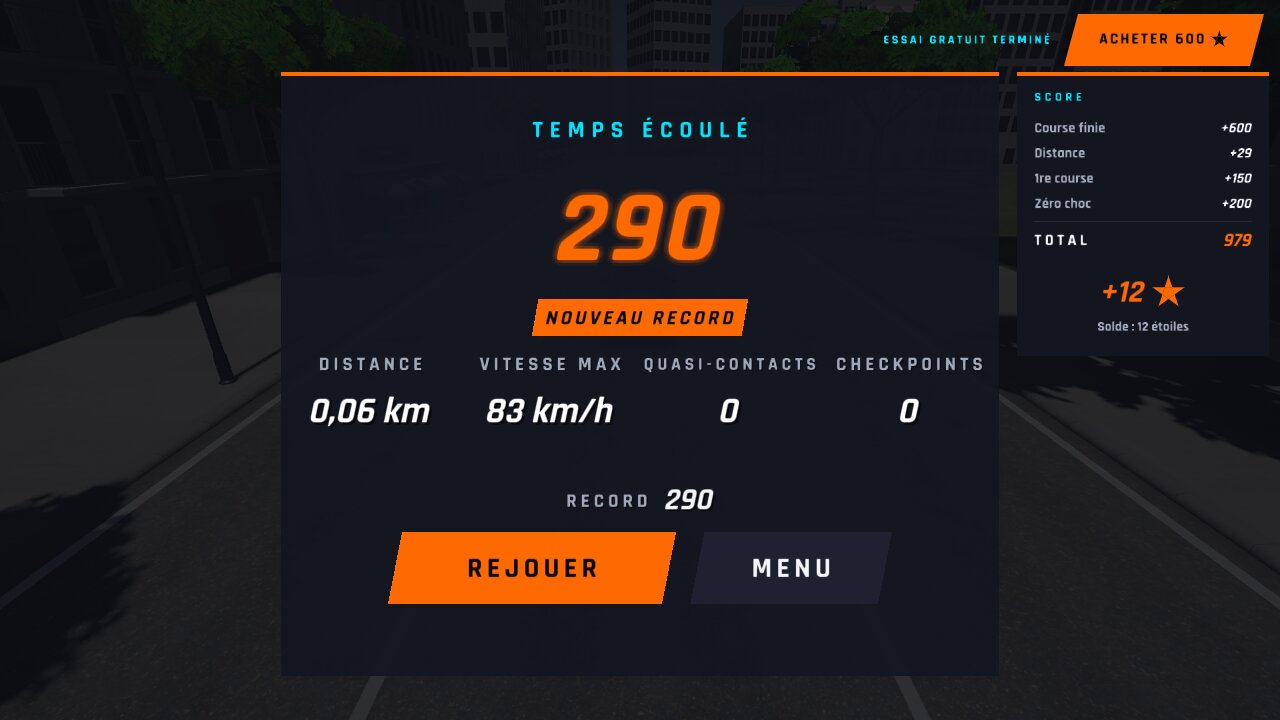 ESSAI GRATUIT TERMINÉ
ACHETER 600 ★
TEMPS ÉCOULÉ
290
NOUVEAU RECORD
DISTANCE VITESSE MAX QUASI-CONTACTS CHECKPOINTS
0,06 km 83 km/h 0 0
RECORD 290
REJOUER MENU
SCORE
Course finie +600
Distance +29
1re course +150
Zéro choc +200
TOTAL 979
+12 ★
Solde : 12 étoiles